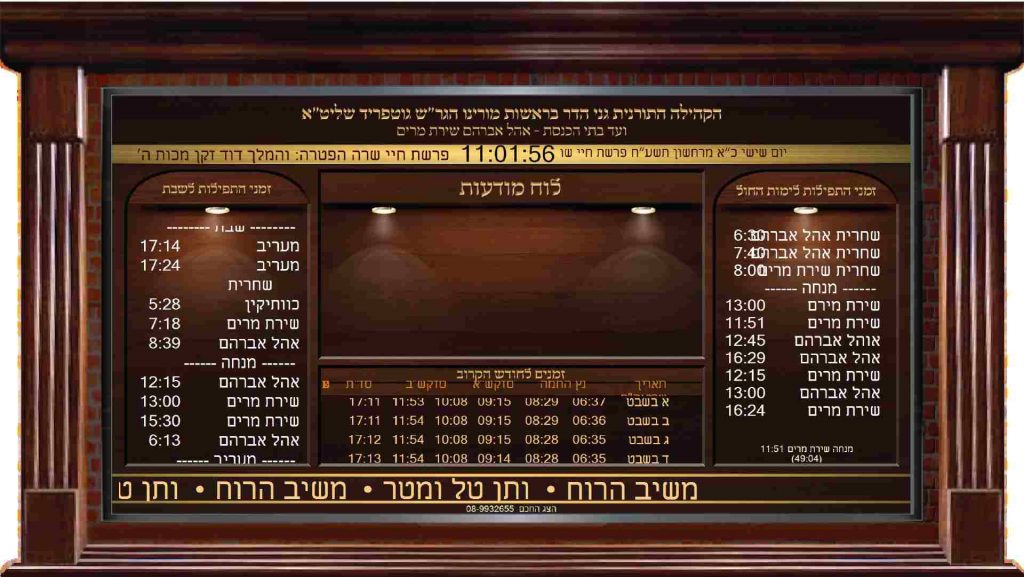 הקהילה התורנית גני הדר בראשות מורינו הגר"ש גוטפריד שליט"א
ועד בתי הכנסת - אהל אברהם שירת מרים
יום שישי כ"א מרחשון תשע"ח פרשת חיי שו 11:01:56 פרשת חיי שרה הפטרה: והמלך דוד זקן מכות ה'
זמני התפילות לימות החול
שחרית אהל אברהם 6:30
שחרית אהל אברהם 7:40
שחרית שירת מרים 8:00
------ מנחה ------
שירת מירם 13:00
שירת מרים 11:51
אוהל אברהם 12:45
אהל אברהם 16:29
שירת מרים 12:15
אהל אברהם 13:00
שירת מרים 16:24
מנחה שירת מרים 11:51
(49:04)
לוח מודעות
זמנים לחודש הקרוב
תאריך נץ החמה סזקש א סזקש ב סד ת
א בשבט 06:37 08:29 09:15 10:08 11:53 17:11
ב בשבט 06:36 08:29 09:15 10:08 11:54 17:11
ג בשבט 06:35 08:28 09:15 10:08 11:54 17:12
ד בשבט 06:35 08:28 09:14 10:08 11:54 17:13
זמני התפילות לשבת
-------- שבת --------
מעריב 17:14
מעריב 17:24
שחרית
כוותיקין 5:28
שירת מרים 7:18
אהל אברהם 8:39
------ מנחה ------
אהל אברהם 12:15
שירת מרים 13:00
שירת מרים 15:30
אהל אברהם 6:13
------ מעריב ------
משיב הרוח • ותן טל ומטר • משיב הרוח • ותן ט
הצג החכם 08-9932655